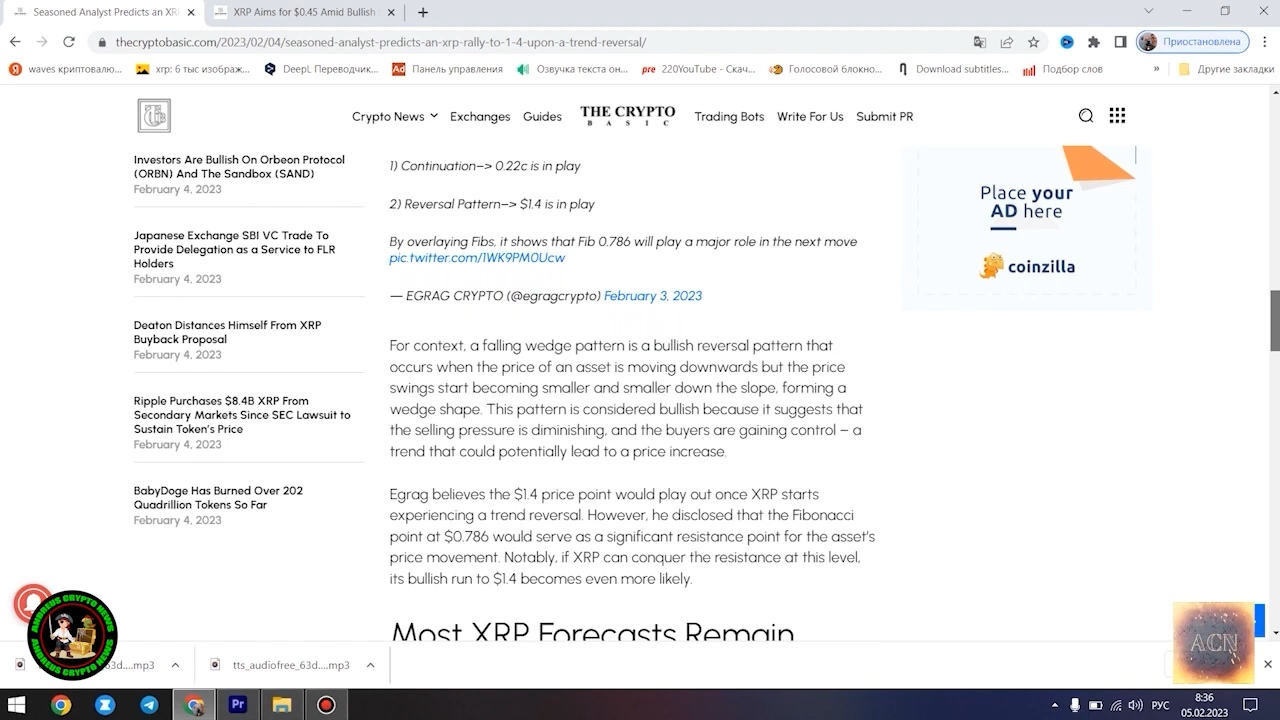 Seasoned Analyst Predicts an XR
XRP Aims for $0.45 Amid Bullish
thecryptobasic.com/2023/02/04/seasoned-analyst-predicts-an-xrp-rally-to-1-4-upon-a-trend-reversal/
Приостановлена
waves криптовалю...
xrp: 6 тыс изображ...
DeepL Переводчик...
Ad Панель управления
Озвучка текста он...
pre 220YouTube - Скач...
Голосовой блокно...
Download subtitles...
Подбор слов
»
Другие закладки
Crypto News
Exchanges
Guides
THE CRYPTO
BASIC
Trading Bots
Write For Us
Submit PR
Investors Are Bullish On Orbeon Protocol
(ORBN) And The Sandbox (SAND)
February 4, 2023
Japanese Exchange SBI VC Trade To
Provide Delegation as a Service to FLR
Holders
February 4, 2023
Deaton Distances Himself From XRP
Buyback Proposal
February 4, 2023
Ripple Purchases $8.4B XRP From
Secondary Markets Since SEC Lawsuit to
Sustain Token's Price
February 4, 2023
BabyDoge Has Burned Over 202
Quadrillion Tokens So Far
February 4, 2023
1) Continuation–> 0.22c is in play
2) Reversal Pattern–> $1.4 is in play
By overlaying Fibs, it shows that Fib 0.786 will play a major role in the next move
pic.twitter.com/1WK9PM0Ucw
— EGRAG CRYPTO (@egragcrypto) February 3, 2023
For context, a falling wedge pattern is a bullish reversal pattern that
occurs when the price of an asset is moving downwards but the price
swings start becoming smaller and smaller down the slope, forming a
wedge shape. This pattern is considered bullish because it suggests that
the selling pressure is diminishing, and the buyers are gaining control – a
trend that could potentially lead to a price increase.
Egrag believes the $1.4 price point would play out once XRP starts
experiencing a trend reversal. However, he disclosed that the Fibonacci
point at $0.786 would serve as a significant resistance point for the asset's
price movement. Notably, if XRP can conquer the resistance at this level,
its bullish run to $1.4 becomes even more likely.
Most XRP Forecasts Remain
Place your
AD here
coinzilla
ANDREUS CRYPTO NEWS
ANDREUS CRYPTO NEWS
ACN
63d....mp3
tts_audiofree_63d....mp3
Pr
РУС
8:36
05.02.2023